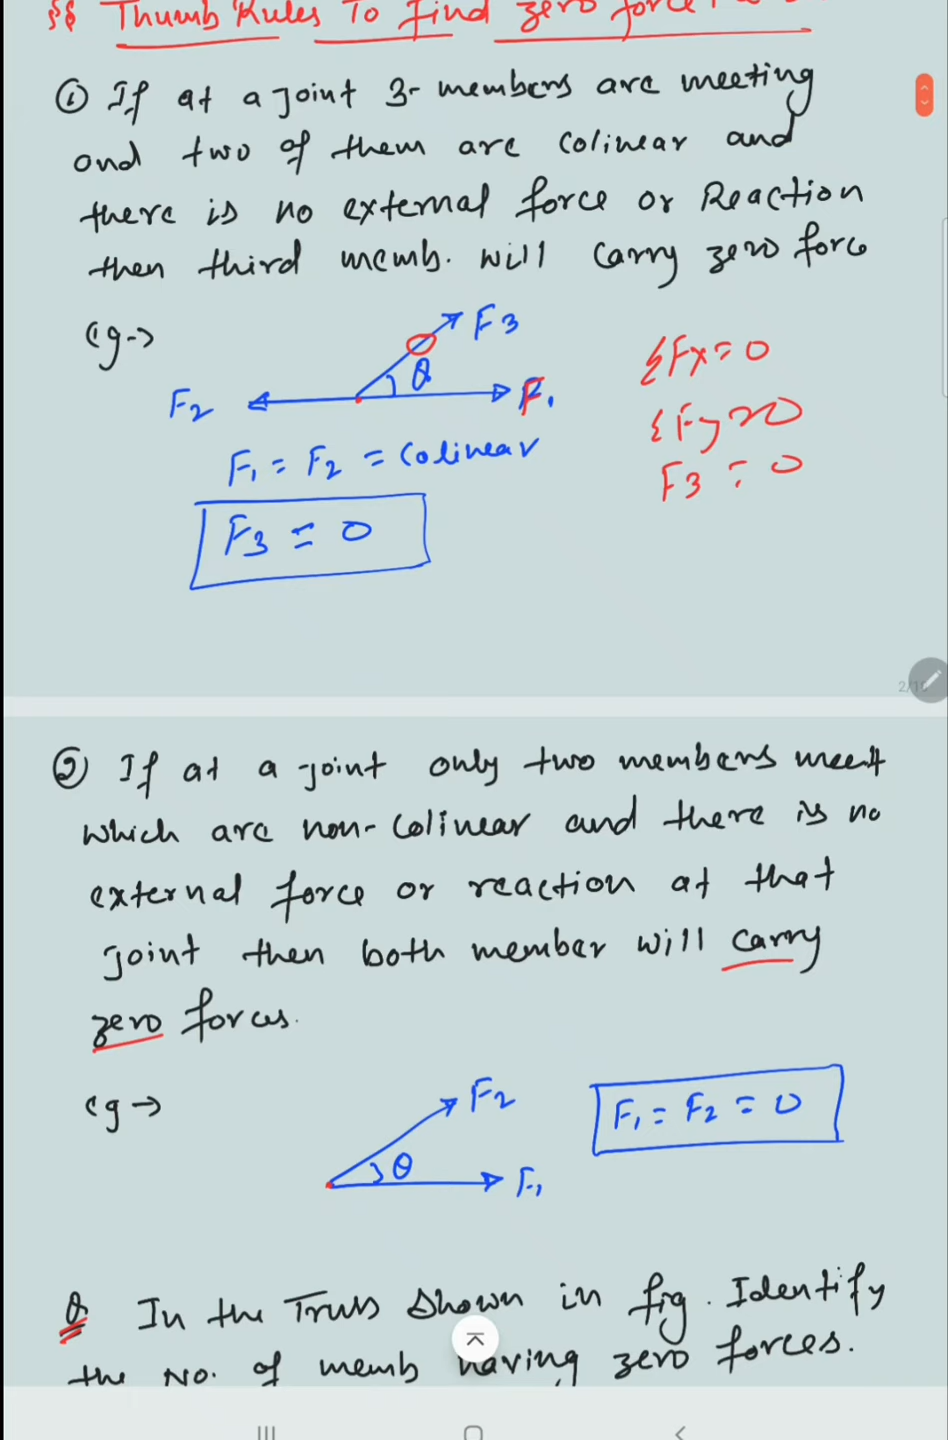 §§ Thumb Rules To find zero force
① If at a joint 3- members are meeting
and two of them are colinear and
there is no external force or Reaction
then third memb. will carry zero force
eg->
F3
θ
F2
F1
F1 = F2 = Colinear
F3 = 0
ΣFx = 0
ΣFy = 0
F3 = 0
② If at a joint only two members meet
which are non-colinear and there is no
external force or reaction at that
joint then both member will carry
zero forces.
eg →
F2
θ
F1
F1 = F2 = 0
Q In the Truss shown in fig. Identify
the No. of memb having zero forces.